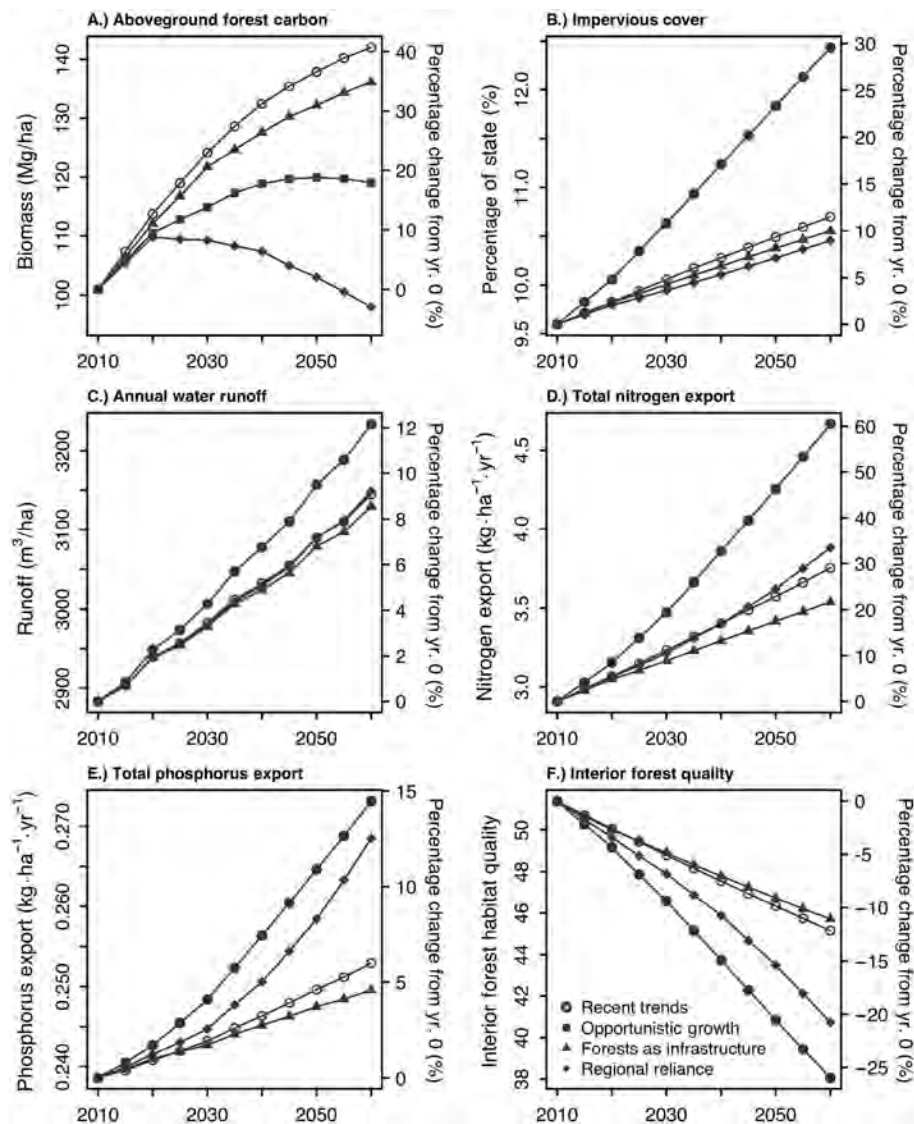 A.) Aboveground forest carbon
Biomass (Mg/ha)
100 110 120 130 140
0 10 20 30 40
Percentage change from yr. 0 (%)
2010 2030 2050
B.) Impervious cover
Percentage of state (%)
9.5 10.0 11.0 12.0
0 5 10 15 20 25 30
Percentage change from yr. 0 (%)
2010 2030 2050
C.) Annual water runoff
Runoff (m³/ha)
2900 3000 3100 3200
0 2 4 6 8 10 12
Percentage change from yr. 0 (%)
2010 2030 2050
D.) Total nitrogen export
Nitrogen export (kg·ha⁻¹·yr⁻¹)
3.0 3.5 4.0 4.5
0 10 20 30 40 50 60
Percentage change from yr. 0 (%)
2010 2030 2050
E.) Total phosphorus export
Phosphorus export (kg·ha⁻¹·yr⁻¹)
0.240 0.250 0.260 0.270
0 5 10 15
Percentage change from yr. 0 (%)
2010 2030 2050
F.) Interior forest quality
Interior forest habitat quality
38 40 42 44 46 48 50
−25 −20 −15 −10 −5 0
Percentage change from yr. 0 (%)
Recent trends
Opportunistic growth
Forests as infrastructure
Regional reliance
2010 2030 2050